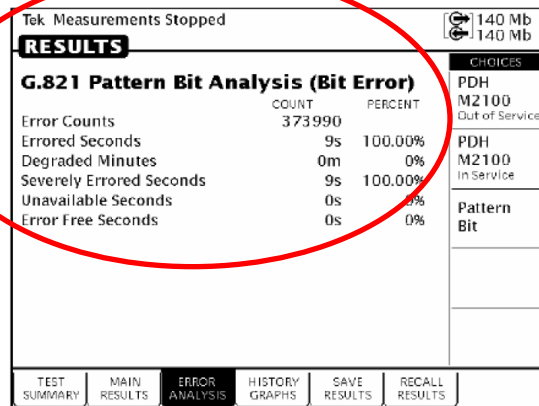 Tek Measurements Stopped
140 Mb
140 Mb
RESULTS
CHOICES
G.821 Pattern Bit Analysis (Bit Error)
COUNT PERCENT
Error Counts 373990
Errored Seconds 9s 100.00%
Degraded Minutes 0m 0%
Severely Errored Seconds 9s 100.00%
Unavailable Seconds 0s 0%
Error Free Seconds 0s 0%
PDH
M2100
Out of Service
PDH
M2100
In Service
Pattern
Bit
TEST SUMMARY
MAIN RESULTS
ERROR ANALYSIS
HISTORY GRAPHS
SAVE RESULTS
RECALL RESULTS